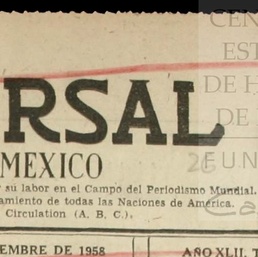 CEN
EST
DE H
DE
FUN
RSAL
MEXICO
su labor en el Campo del Periodismo Mundial.
amiento de todas las Naciones de America.
Circulation (A. B. C.).
EMBRE DE 1958
AÑO XLII, T